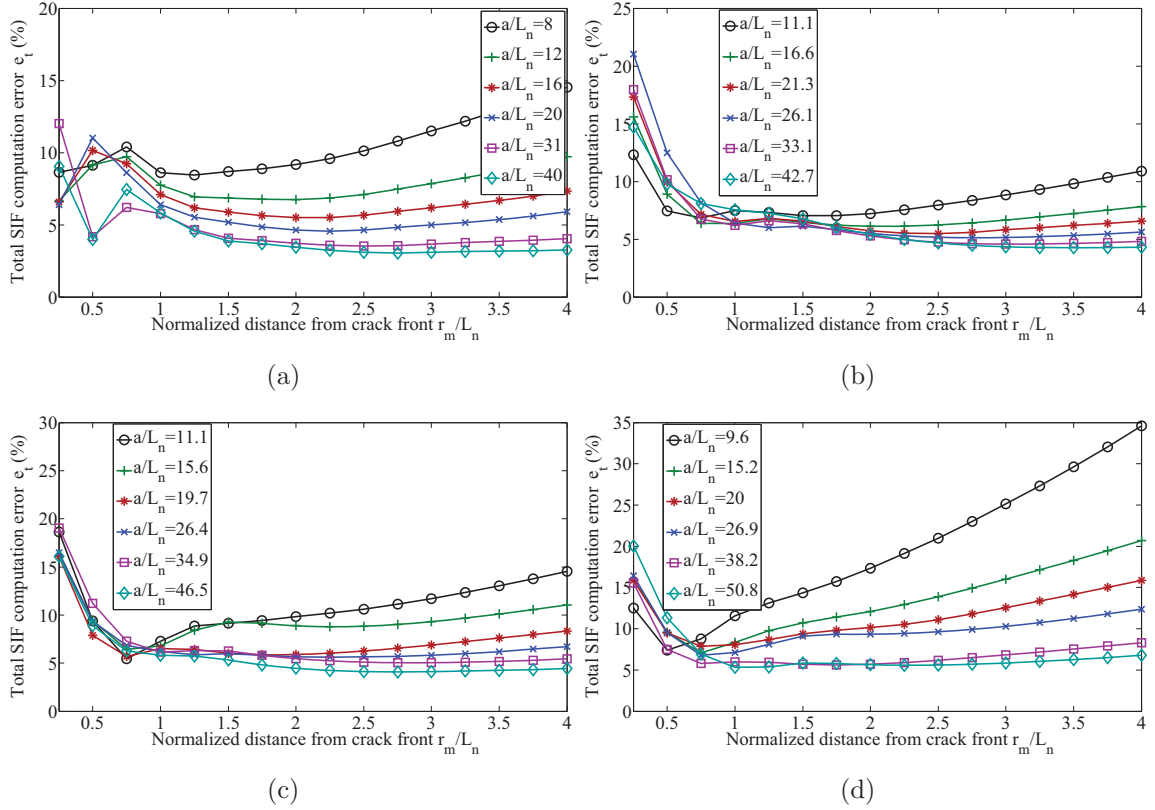 Total SIF computation error e_t (%)
20
15
10
5
0
a/L_n=8
a/L_n=12
a/L_n=16
a/L_n=20
a/L_n=31
a/L_n=40
0.5 1 1.5 2 2.5 3 3.5 4
Normalized distance from crack front r_m/L_n
(a)
Total SIF computation error e_t (%)
25
20
15
10
5
0
a/L_n=11.1
a/L_n=16.6
a/L_n=21.3
a/L_n=26.1
a/L_n=33.1
a/L_n=42.7
0.5 1 1.5 2 2.5 3 3.5 4
Normalized distance from crack front r_m/L_n
(b)
Total SIF computation error e_t (%)
30
25
20
15
10
5
0
a/L_n=11.1
a/L_n=15.6
a/L_n=19.7
a/L_n=26.4
a/L_n=34.9
a/L_n=46.5
0.5 1 1.5 2 2.5 3 3.5 4
Normalized distance from crack front r_m/L_n
(c)
Total SIF computation error e_t (%)
35
30
25
20
15
10
5
0
a/L_n=9.6
a/L_n=15.2
a/L_n=20
a/L_n=26.9
a/L_n=38.2
a/L_n=50.8
0.5 1 1.5 2 2.5 3 3.5 4
Normalized distance from crack front r_m/L_n
(d)